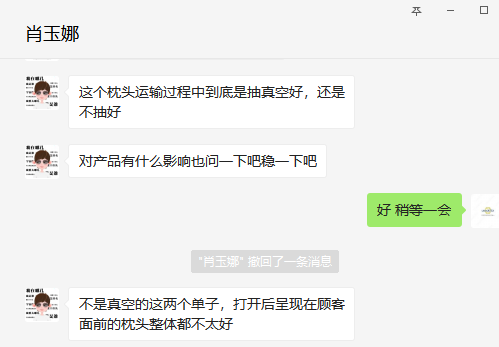 肖玉娜
这个枕头运输过程中到底是抽真空好，还是
不抽好
对产品有什么影响也问一下吧稳一下吧
好 稍等一会
"肖玉娜" 撤回了一条消息
不是真空的这两个单子，打开后呈现在顾客
面前的枕头整体都不太好